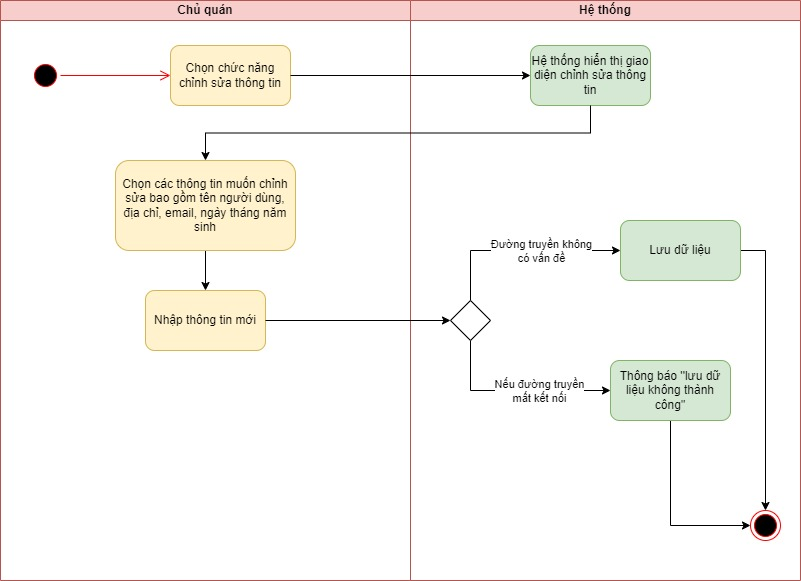 Chủ quán
Hệ thống
Chọn chức năng
chỉnh sửa thông tin
Hệ thống hiển thị giao
diện chỉnh sửa thông
tin
Chọn các thông tin muốn chỉnh
sửa bao gồm tên người dùng,
địa chỉ, email, ngày tháng năm
sinh
Nhập thông tin mới
Đường truyền không
có vấn đề
Lưu dữ liệu
Nếu đường truyền
mất kết nối
Thông báo "lưu dữ
liệu không thành
công"